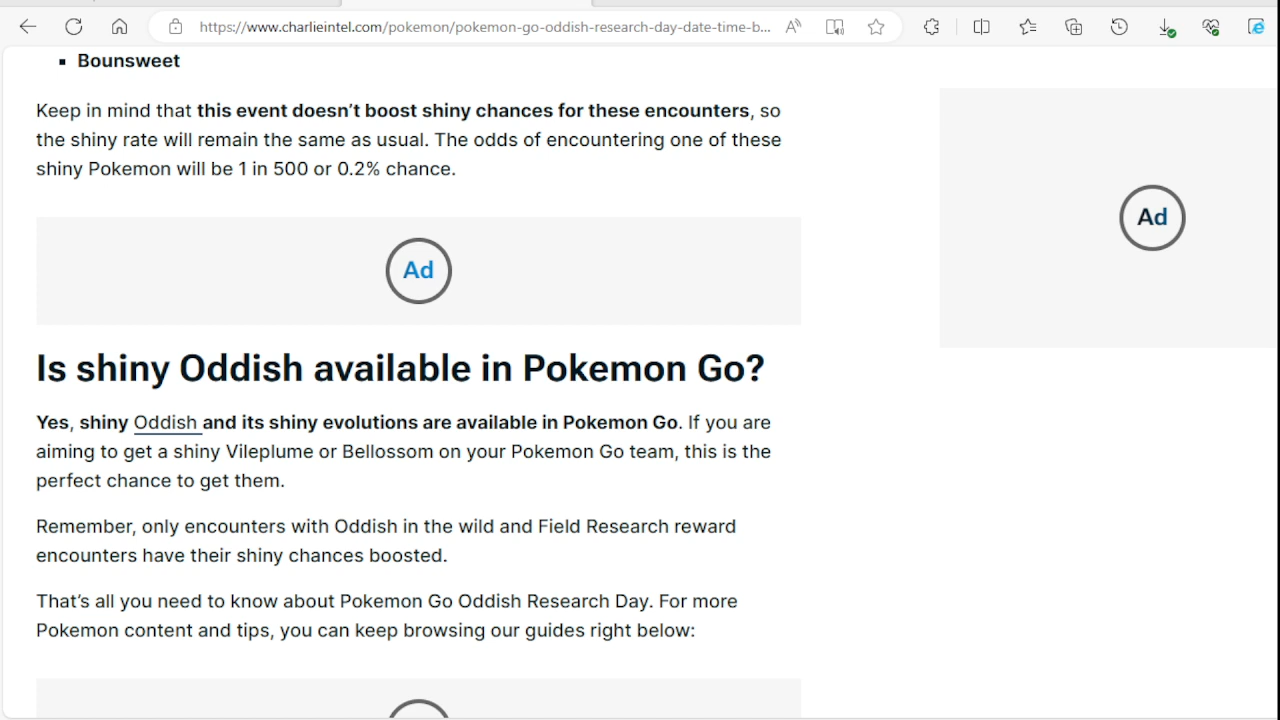 https://www.charlieintel.com/pokemon/pokemon-go-oddish-research-day-date-time-b...
Bounsweet
Keep in mind that this event doesn’t boost shiny chances for these encounters, so
the shiny rate will remain the same as usual. The odds of encountering one of these
shiny Pokemon will be 1 in 500 or 0.2% chance.
Ad
Ad
Is shiny Oddish available in Pokemon Go?
Yes, shiny Oddish and its shiny evolutions are available in Pokemon Go. If you are
aiming to get a shiny Vileplume or Bellossom on your Pokemon Go team, this is the
perfect chance to get them.
Remember, only encounters with Oddish in the wild and Field Research reward
encounters have their shiny chances boosted.
That’s all you need to know about Pokemon Go Oddish Research Day. For more
Pokemon content and tips, you can keep browsing our guides right below: